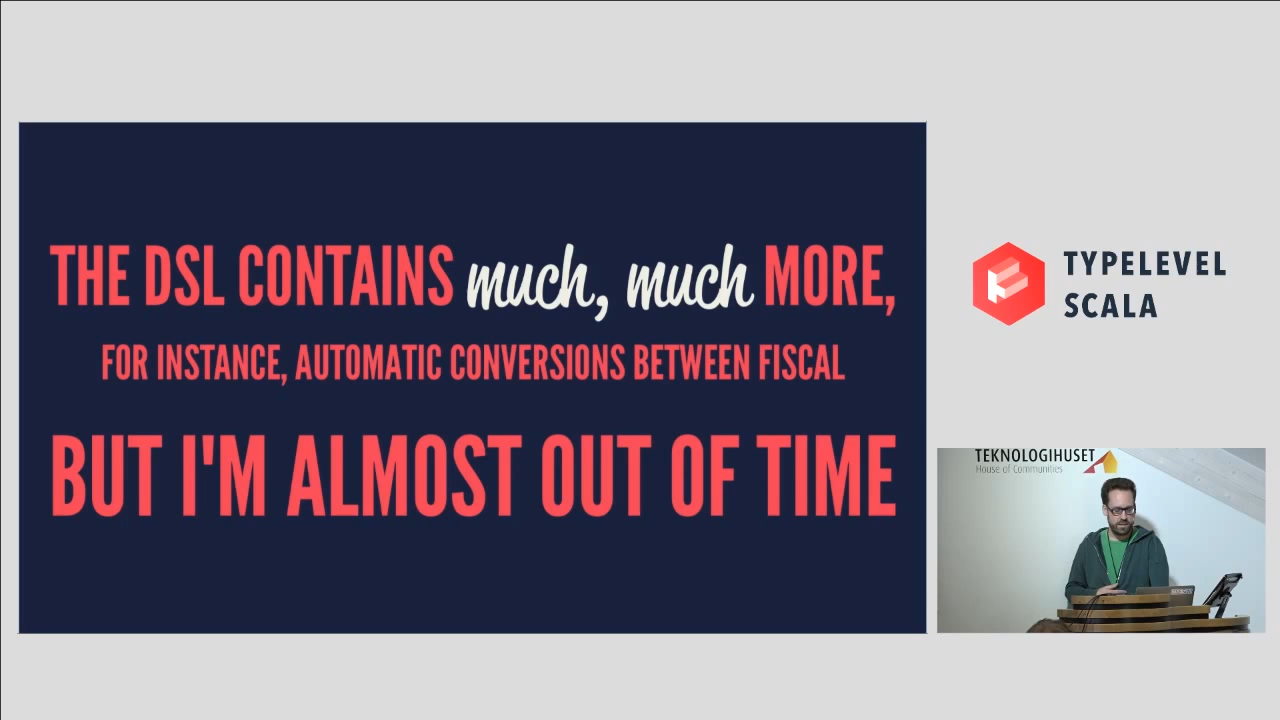 THE DSL CONTAINS much, much MORE,
FOR INSTANCE, AUTOMATIC CONVERSIONS BETWEEN FISCAL
BUT I'M ALMOST OUT OF TIME
TYPELEVEL
SCALA
TEKNOLOGIHUSET
House of Communities